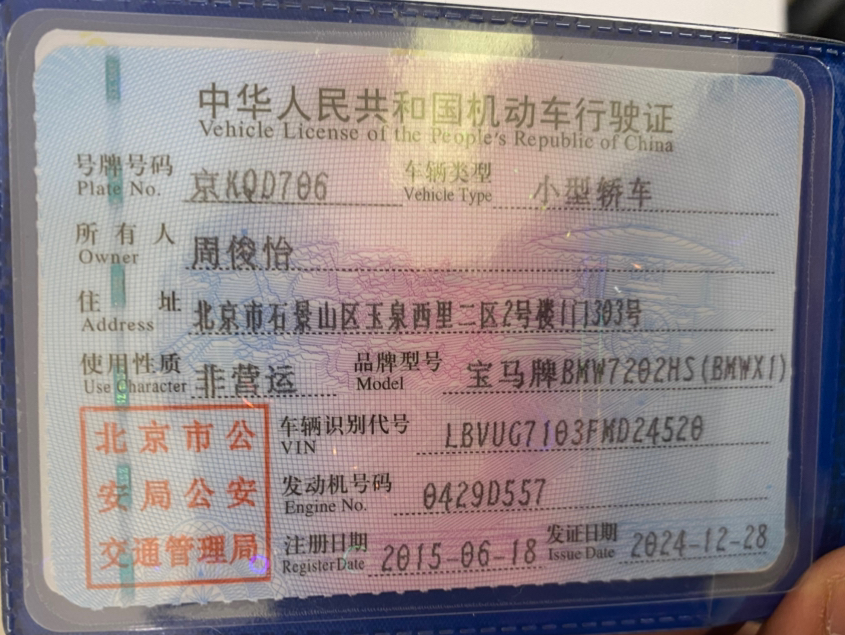 中华人民共和国机动车行驶证
Vehicle License of the People's Republic of China
号牌号码 京KQD706 车辆类型 小型轿车
Plate No. Vehicle Type
所有人 周俊怡
Owner
住址 北京市石景山区玉泉西里二区2号楼1门1303号
Address
使用性质 非营运 品牌型号 宝马牌BMW7202HS(BMWX1)
Use Character Model
北京市公
安局公安
交通管理局
车辆识别代号 LBVUG7103FMD24520
VIN
发动机号码 0429D557
Engine No.
注册日期 2015-06-18 发证日期 2024-12-28
Register Date Issue Date